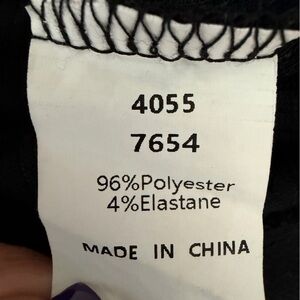 4055
7654
96%Polyester
4%Elastane
MADE IN CHINA